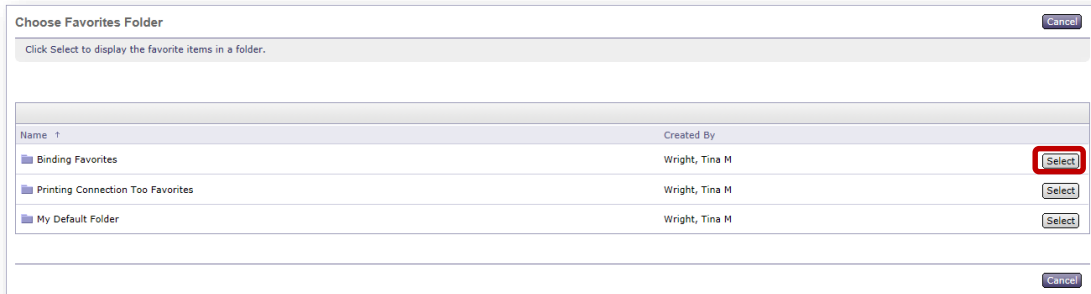 Choose Favorites Folder Cancel
Click Select to display the favorite items in a folder.
Name ↑ Created By
Binding Favorites Wright, Tina M Select
Printing Connection Too Favorites Wright, Tina M Select
My Default Folder Wright, Tina M Select
Cancel